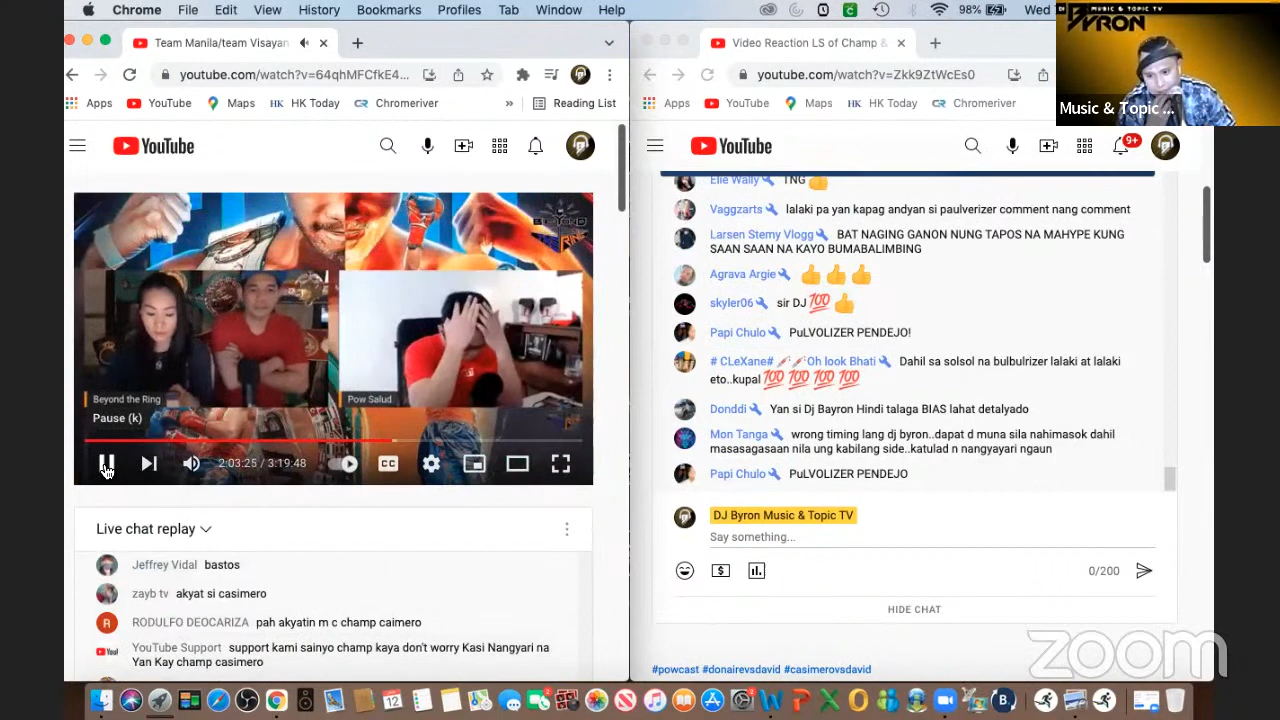 Chrome File Edit View History Bookmarks Profiles Tab Window Help
98%
Wed
BYRON
MUSIC & TOPIC TV
Music & Topic ...
Team Manila/team Visayan
Video Reaction LS of Champ &
youtube.com/watch?v=64qhMFCfkE4...
youtube.com/watch?v=Zkk9ZtWcEs0
Apps YouTube Maps HK Today Chromeriver » Reading List
Apps YouTube Maps HK Today Chromeriver
YouTube
YouTube
9+
BEYOND
RING
Beyond the Ring
Pow Salud
Pause (k)
2:03:25 / 3:19:48
CC
Live chat replay
Jeffrey Vidal bastos
zayb tv akyat si casimero
R RODULFO DEOCARIZA pah akyatin m c champ caimero
YouTube Support support kami sainyo champ kaya don't worry Kasi Nangyari na
Yan Kay champ casimero
Elie Wally TNG 👍
Vaggzarts lalaki pa yan kapag andyan si paulverizer comment nang comment
Larsen Stemy Vlogg BAT NAGING GANON NUNG TAPOS NA MAHYPE KUNG
SAAN SAAN NA KAYO BUMABALIMBING
Agrava Argie 👍👍👍
skyler06 sir DJ 💯👍
Papi Chulo PuLVOLIZER PENDEJO!
# CLeXane# Oh look Bhati Dahil sa solsol na bulbulrizer lalaki at lalaki
eto..kupal 💯💯💯💯
Donddi Yan si Dj Bayron Hindi talaga BIAS lahat detalyado
Mon Tanga wrong timing lang dj byron..dapat d muna sila nahimasok dahil
masasagasaan nila ung kabilang side..katulad n nangyayari ngaun
Papi Chulo PuLVOLIZER PENDEJO
DJ Byron Music & Topic TV
Say something...
0/200
HIDE CHAT
#powcast #donairevsdavid #casimerovsdavid
zoom